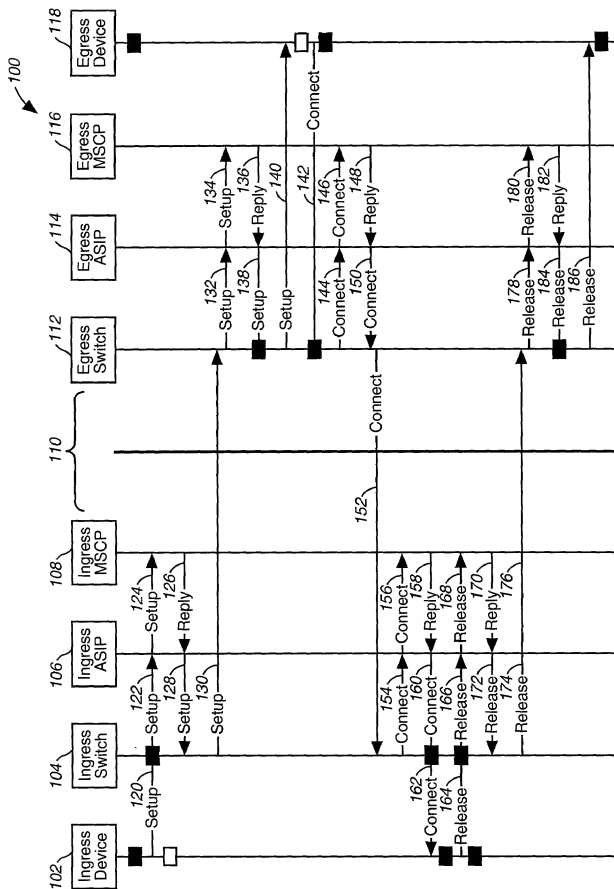 100
102
104
106
108
110
112
114
116
118
Ingress
Device
Ingress
Switch
Ingress
ASIP
Ingress
MSCP
Egress
Switch
Egress
ASIP
Egress
MSCP
Egress
Device
120
Setup
122
Setup
124
Setup
126
Reply
128
Setup
130
Setup
132
Setup
134
Setup
136
Reply
138
Setup
140
Setup
142
Connect
144
Connect
146
Connect
148
Reply
150
Connect
152
Connect
154
Connect
156
Connect
158
Reply
160
Connect
162
Connect
164
Release
166
Release
168
Release
170
Reply
172
Release
174
176
Release
178
Release
180
Release
182
Reply
184
Release
186
Release